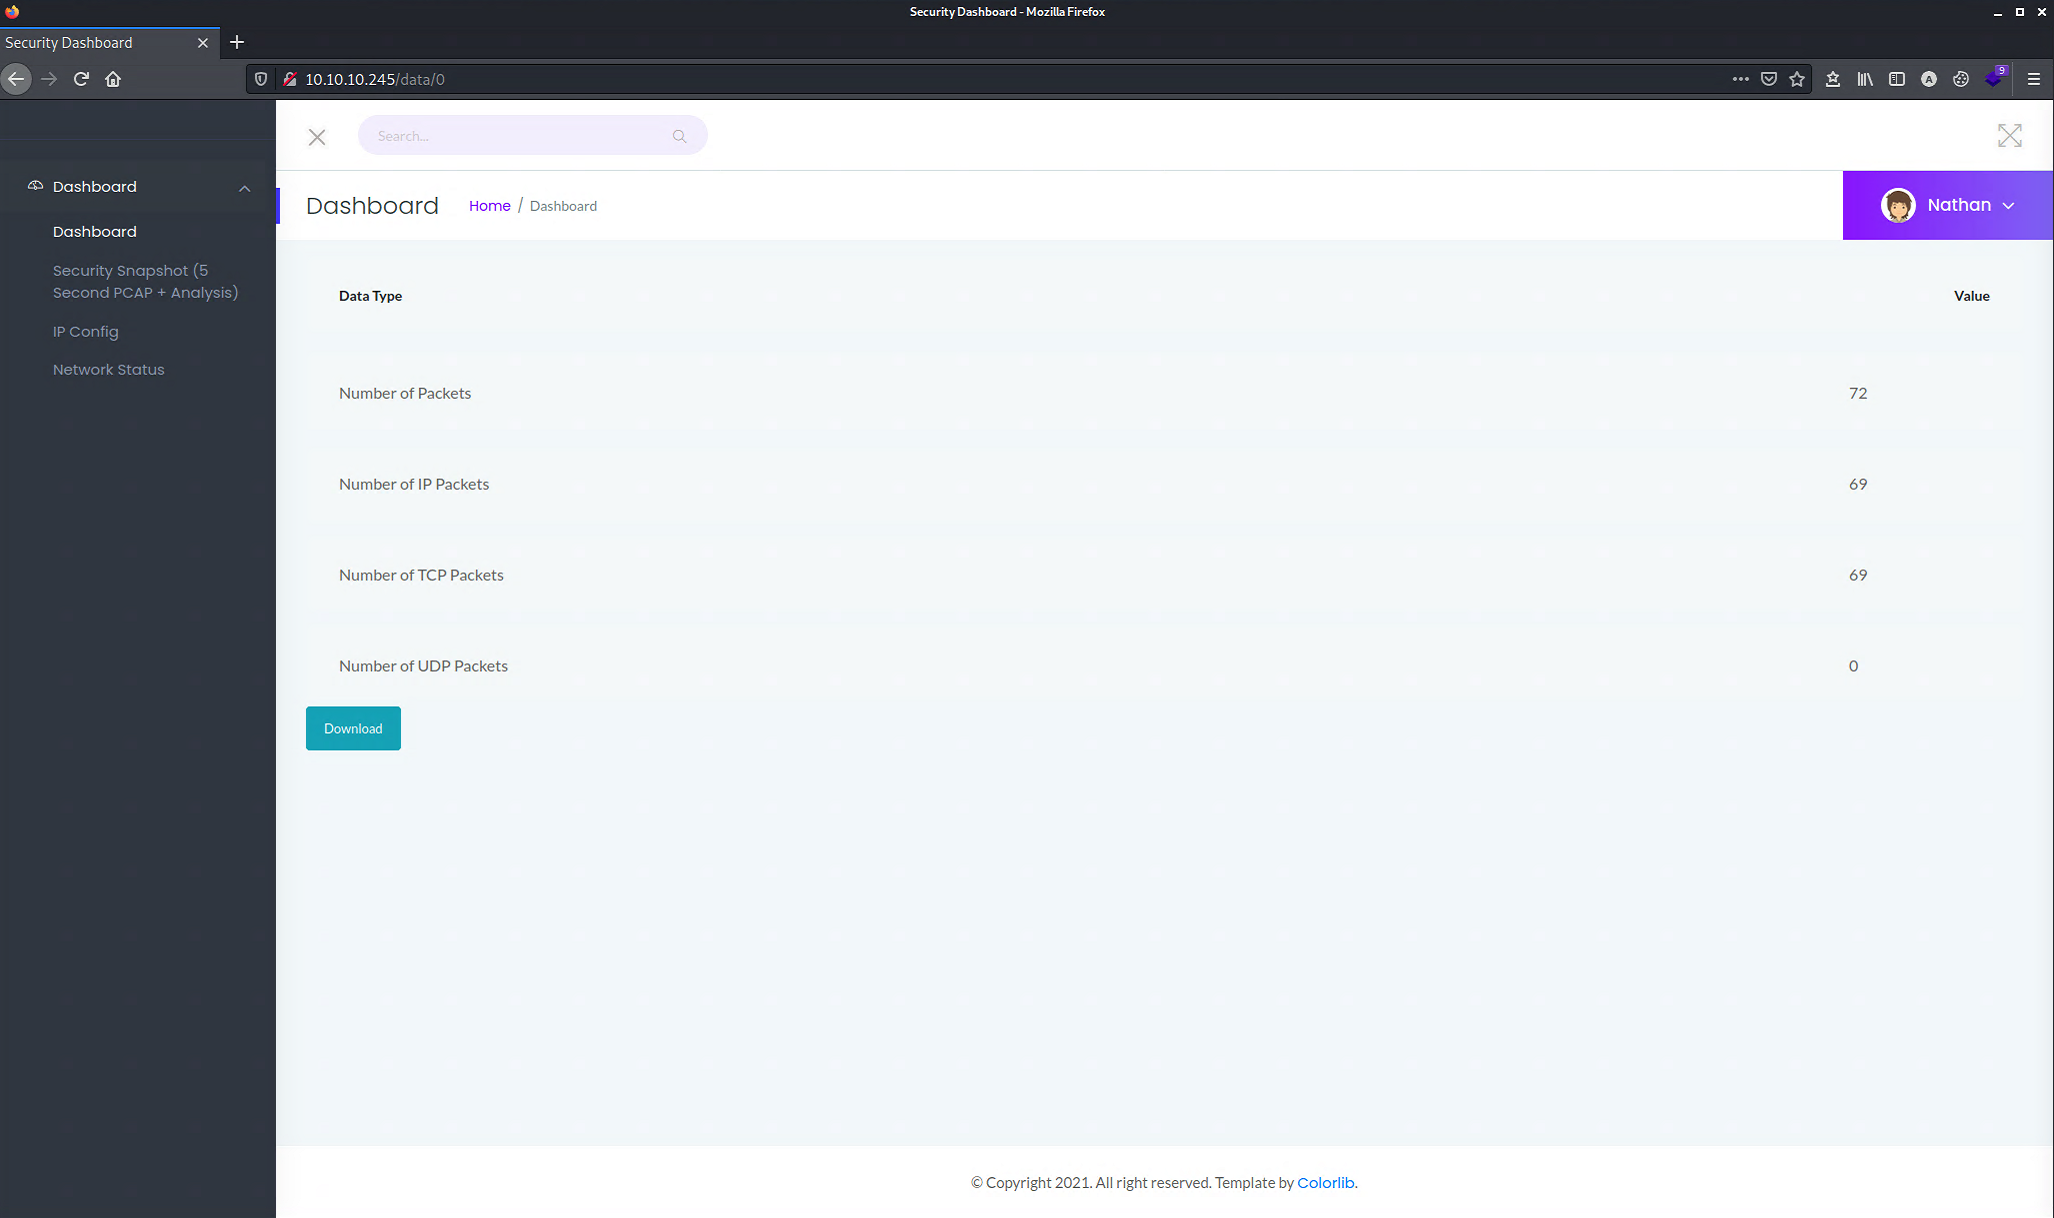 Security Dashboard - Mozilla Firefox
Security Dashboard
10.10.10.245/data/0
9
Search...
Dashboard
Dashboard
Security Snapshot (5
Second PCAP + Analysis)
IP Config
Network Status
Dashboard
Home / Dashboard
Nathan
Data Type Value
Number of Packets 72
Number of IP Packets 69
Number of TCP Packets 69
Number of UDP Packets 0
Download
© Copyright 2021. All right reserved. Template by Colorlib.